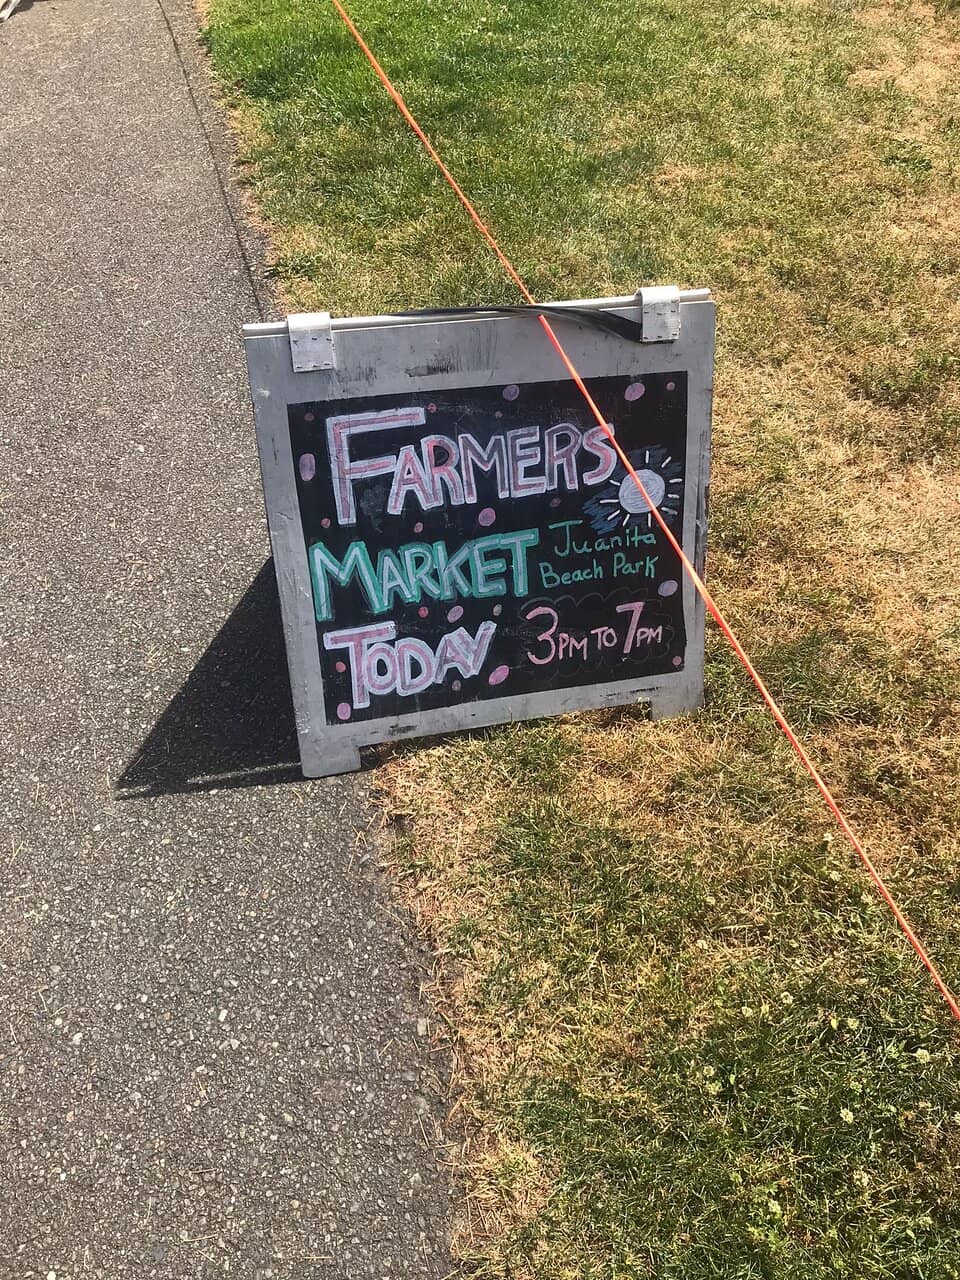 FARMERS
MARKET
Juanita
Beach Park
TODAY
3PM TO 7PM